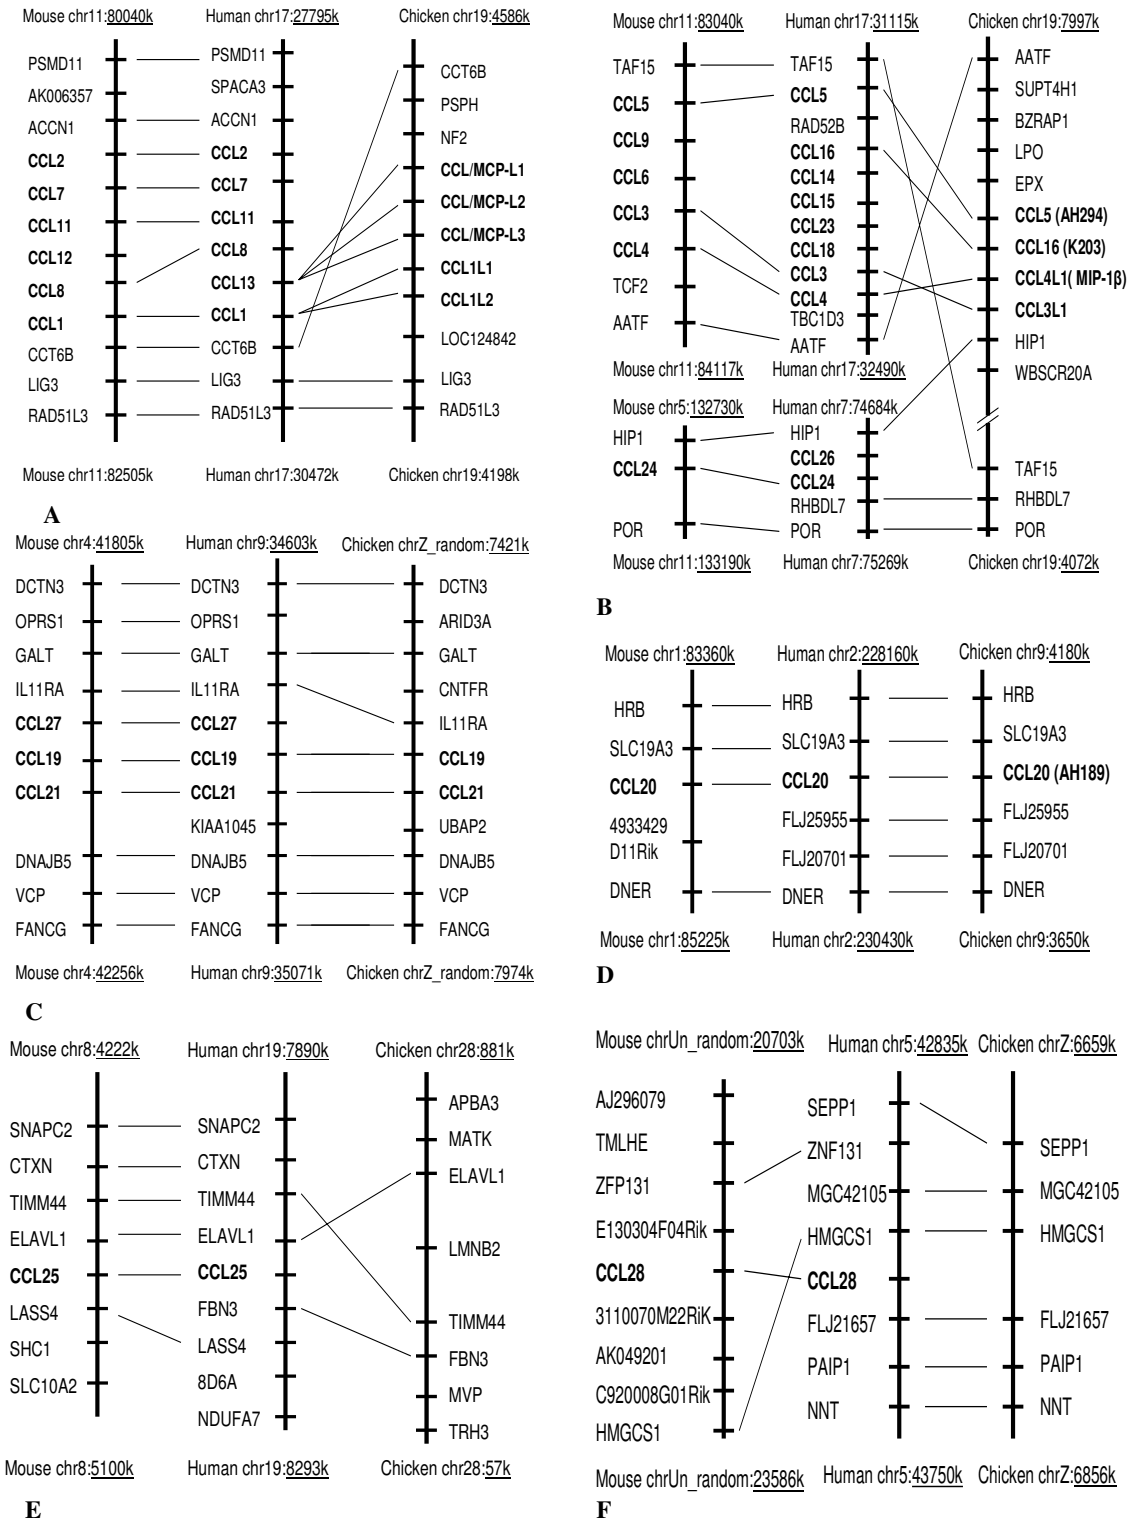 Mouse chr11:80040k
Human chr17:27795k
Chicken chr19:4586k
PSMD11
AK006357
ACCN1
CCL2
CCL7
CCL11
CCL12
CCL8
CCL1
CCT6B
LIG3
RAD51L3
PSMD11
SPACA3
ACCN1
CCL2
CCL7
CCL11
CCL8
CCL13
CCL1
CCT6B
LIG3
RAD51L3
CCT6B
PSPH
NF2
CCL/MCP-L1
CCL/MCP-L2
CCL/MCP-L3
CCL1L1
CCL1L2
LOC124842
LIG3
RAD51L3
Mouse chr11:82505k
Human chr17:30472k
Chicken chr19:4198k
A
Mouse chr11:83040k
Human chr17:31115k
Chicken chr19:7997k
TAF15
CCL5
CCL9
CCL6
CCL3
CCL4
TCF2
AATF
Mouse chr11:84117k
TAF15
CCL5
RAD52B
CCL16
CCL14
CCL15
CCL23
CCL18
CCL3
CCL4
TBC1D3
AATF
Human chr17:32490k
Mouse chr5:132730k
HIP1
CCL24
POR
Mouse chr11:133190k
Human chr7:74684k
HIP1
CCL26
CCL24
RHBDL7
POR
Human chr7:75269k
AATF
SUPT4H1
BZRAP1
LPO
EPX
CCL5 (AH294)
CCL16 (K203)
CCL4L1( MIP-1β)
CCL3L1
HIP1
WBSCR20A
TAF15
RHBDL7
POR
Chicken chr19:4072k
B
Mouse chr4:41805k
Human chr9:34603k
Chicken chrZ_random:7421k
DCTN3
OPRS1
GALT
IL11RA
CCL27
CCL19
CCL21
DNAJB5
VCP
FANCG
DCTN3
OPRS1
GALT
IL11RA
CCL27
CCL19
CCL21
KIAA1045
DNAJB5
VCP
FANCG
DCTN3
ARID3A
GALT
CNTFR
IL11RA
CCL19
CCL21
UBAP2
DNAJB5
VCP
FANCG
Mouse chr4:42256k
Human chr9:35071k
Chicken chrZ_random:7974k
C
Mouse chr1:83360k
Human chr2:228160k
Chicken chr9:4180k
HRB
SLC19A3
CCL20
4933429
D11Rik
DNER
HRB
SLC19A3
CCL20
FLJ25955
FLJ20701
DNER
HRB
SLC19A3
CCL20 (AH189)
FLJ25955
FLJ20701
DNER
Mouse chr1:85225k
Human chr2:230430k
Chicken chr9:3650k
D
Mouse chr8:4222k
Human chr19:7890k
Chicken chr28:881k
SNAPC2
CTXN
TIMM44
ELAVL1
CCL25
LASS4
SHC1
SLC10A2
SNAPC2
CTXN
TIMM44
ELAVL1
CCL25
FBN3
LASS4
8D6A
NDUFA7
APBA3
MATK
ELAVL1
LMNB2
TIMM44
FBN3
MVP
TRH3
Mouse chr8:5100k
Human chr19:8293k
Chicken chr28:57k
E
Mouse chrUn_random:20703k
Human chr5:42835k
Chicken chrZ:6659k
AJ296079
TMLHE
ZFP131
E130304F04Rik
CCL28
3110070M22RiK
AK049201
C920008G01Rik
HMGCS1
SEPP1
ZNF131
MGC42105
HMGCS1
CCL28
FLJ21657
PAIP1
NNT
SEPP1
MGC42105
HMGCS1
FLJ21657
PAIP1
NNT
Mouse chrUn_random:23586k
Human chr5:43750k
Chicken chrZ:6856k
F